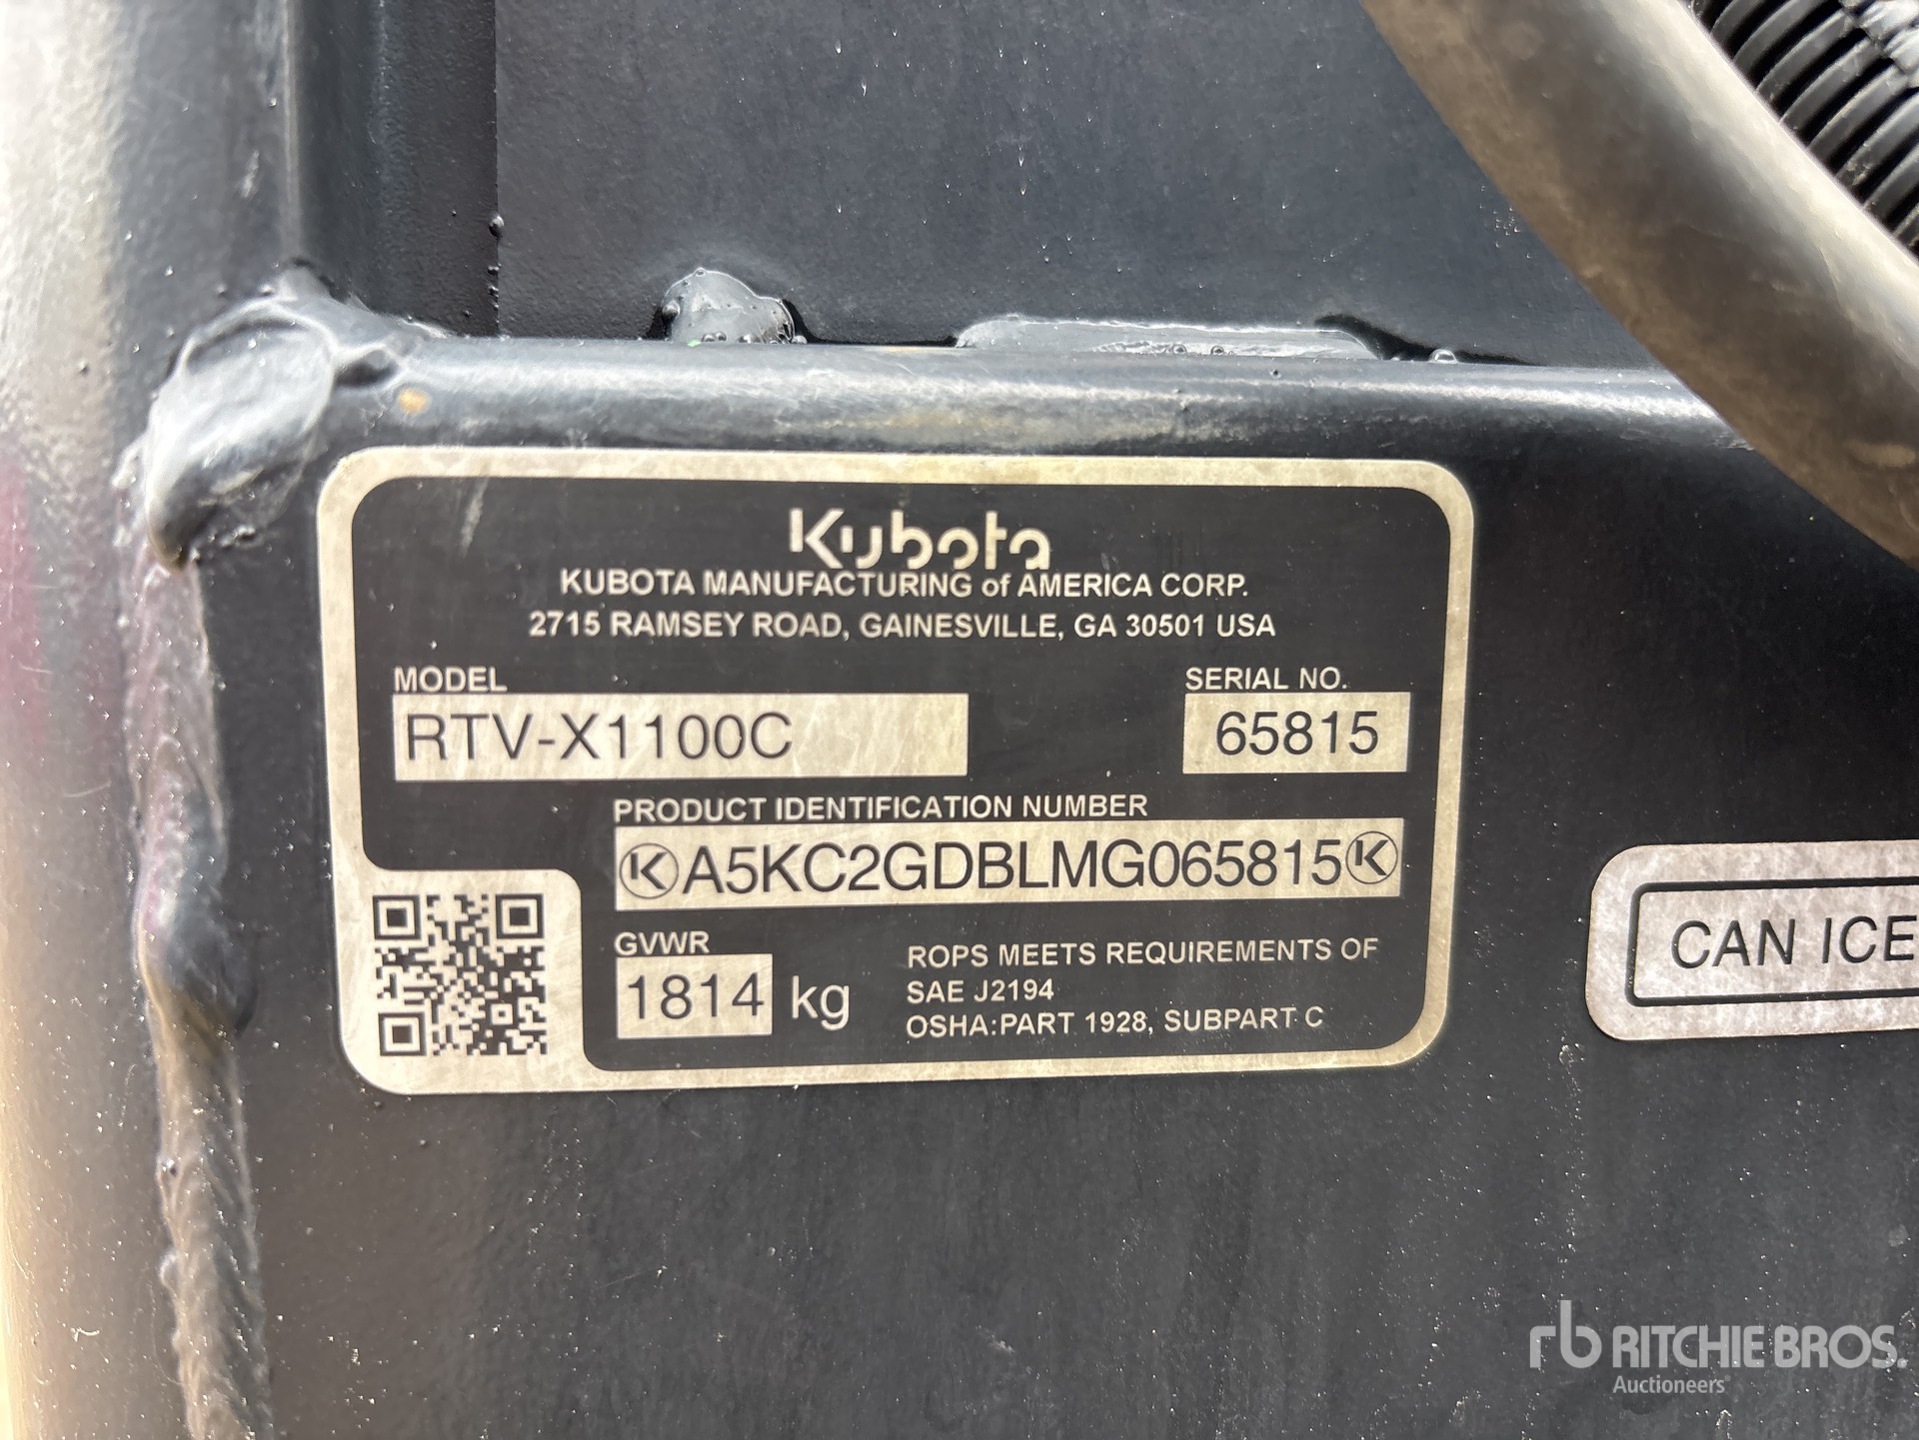 Kubota
KUBOTA MANUFACTURING of AMERICA CORP.
2715 RAMSEY ROAD, GAINESVILLE, GA 30501 USA
MODEL
RTV-X1100C
SERIAL NO.
65815
PRODUCT IDENTIFICATION NUMBER
A5KC2GDBLMG065815
GVWR
1814 kg
ROPS MEETS REQUIREMENTS OF
SAE J2194
OSHA:PART 1928, SUBPART C
CAN ICE
rb RITCHIE BROS.
Auctioneers